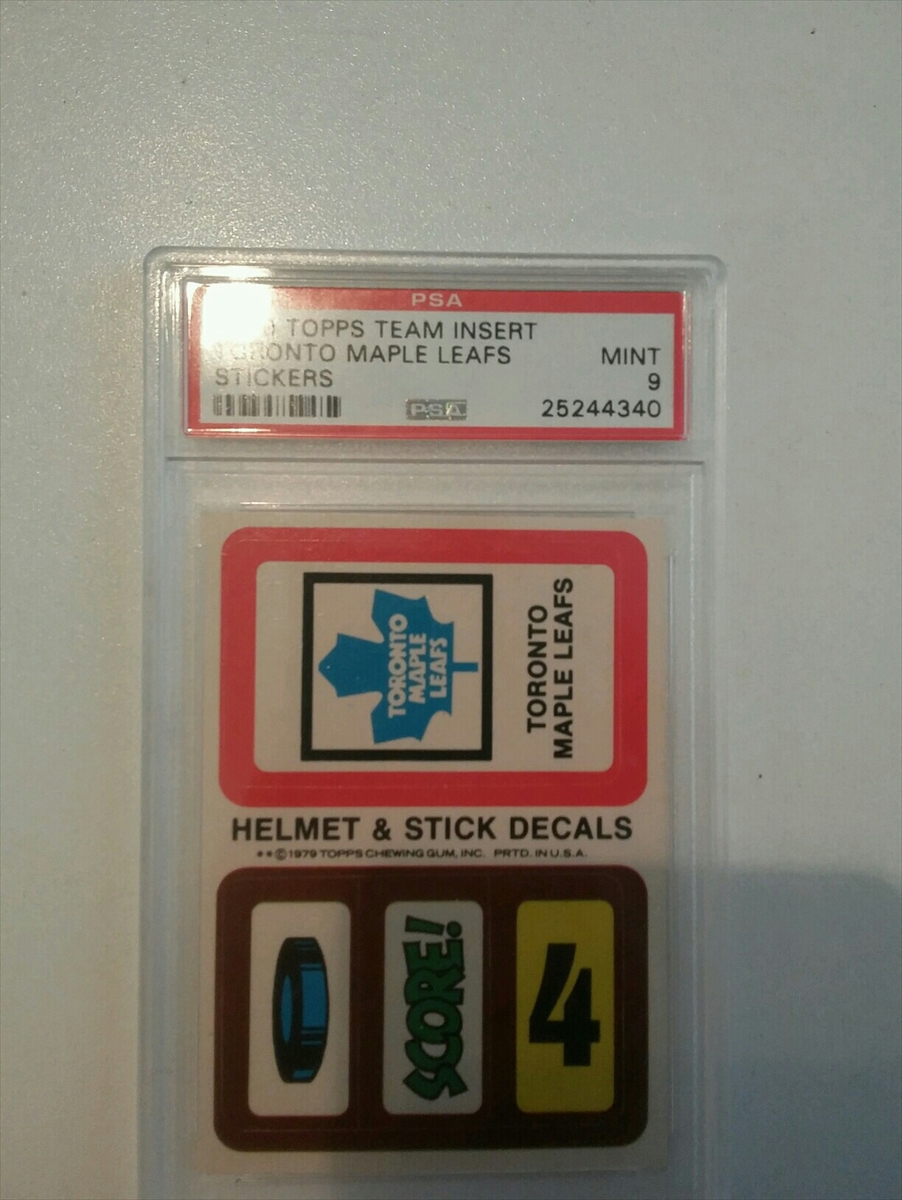 PSA
TOPPS TEAM INSERT
TORONTO MAPLE LEAFS
STICKERS
MINT
9
PSA
25244340
TORONTO
MAPLE
LEAFS
TORONTO
MAPLE LEAFS
HELMET & STICK DECALS
**©1979 TOPPS CHEWING GUM, INC. PRTD. IN U.S.A.
SCORE!
4